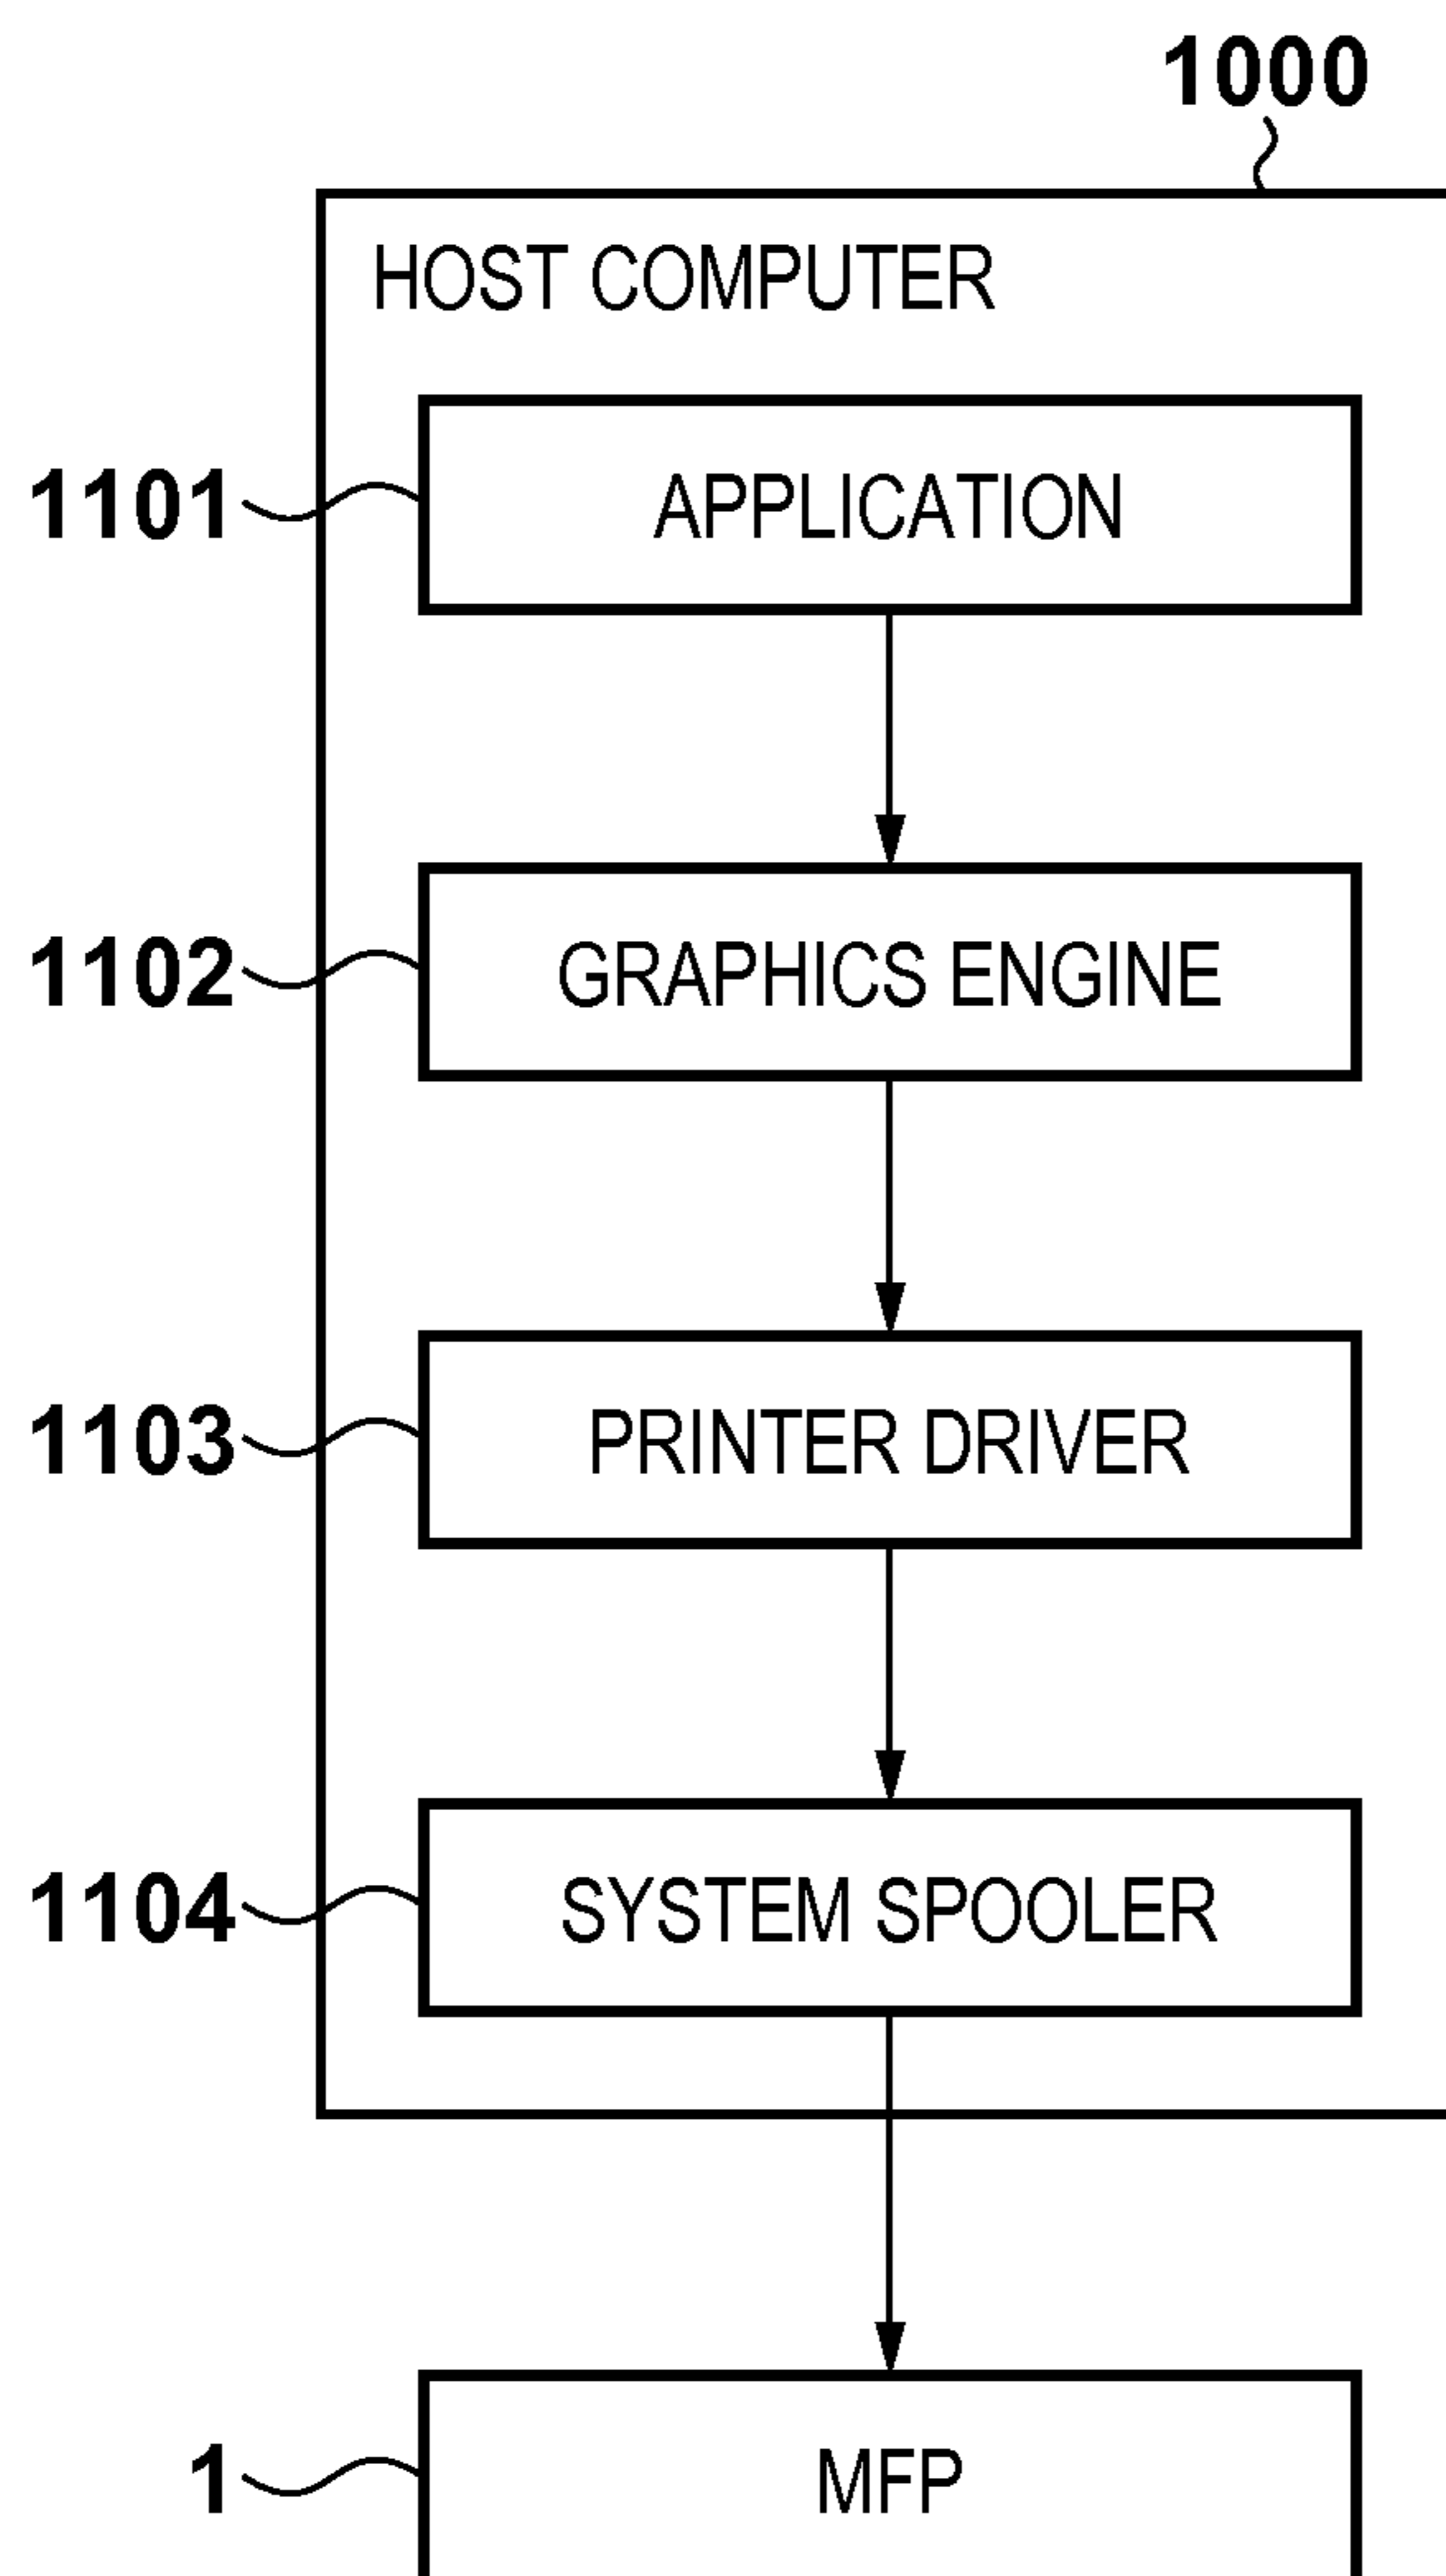 1000
HOST COMPUTER
1101 APPLICATION
1102 GRAPHICS ENGINE
1103 PRINTER DRIVER
1104 SYSTEM SPOOLER
1 MFP